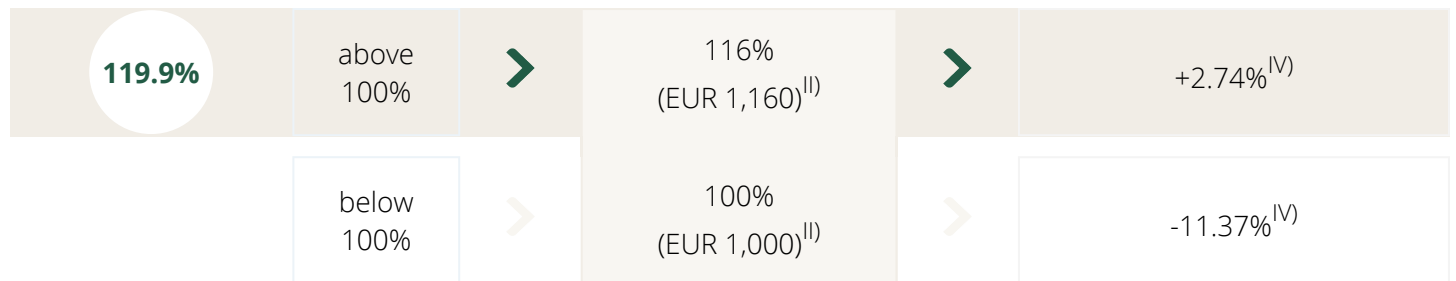 119.9%
above
100%
116%
(EUR 1,160)II)
+2.74%IV)
below
100%
100%
(EUR 1,000)II)
-11.37%IV)